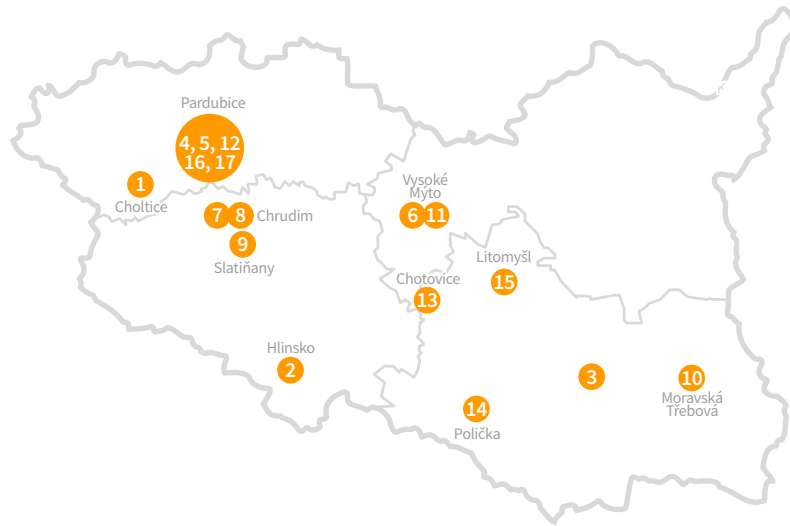 Pardubice
4, 5, 12
16, 17
1
Choltice
7
8
Chrudim
9
Slatiňany
Vysoké
Mýto
6
11
Litomyšl
15
Chotovice
13
Hlinsko
2
3
10
Moravská
Třebová
14
Polička